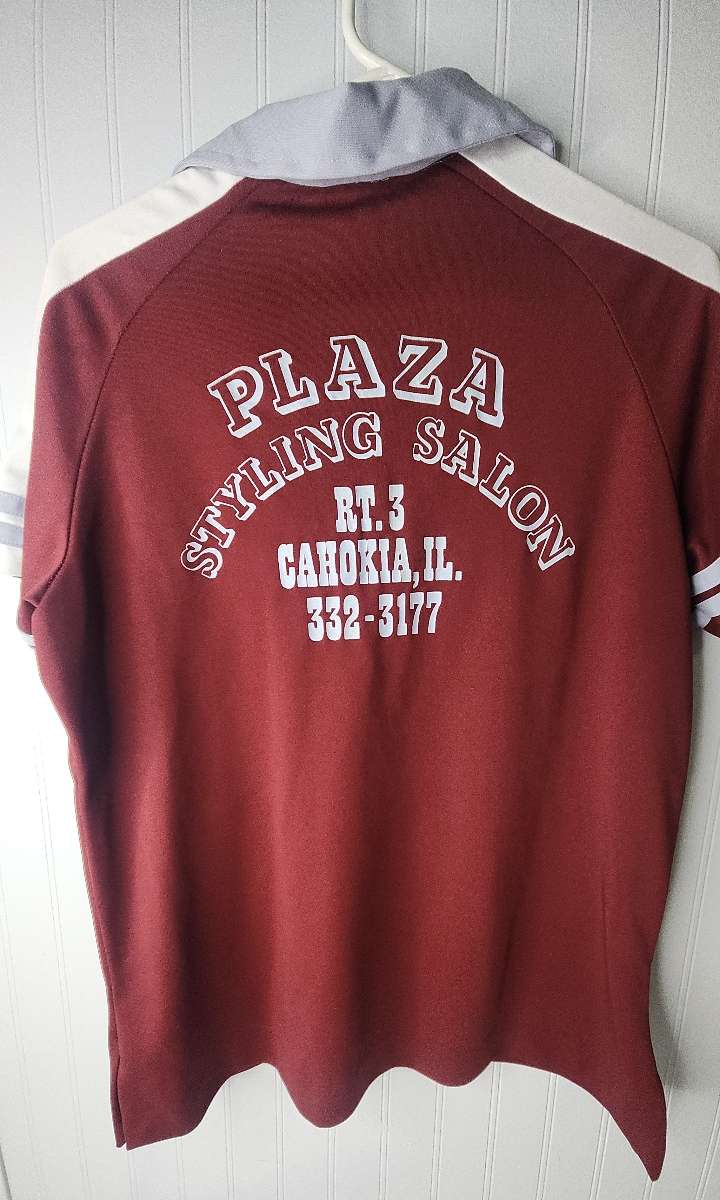 PLAZA
STYLING SALON
RT. 3
CAHOKIA, IL.
332-3177